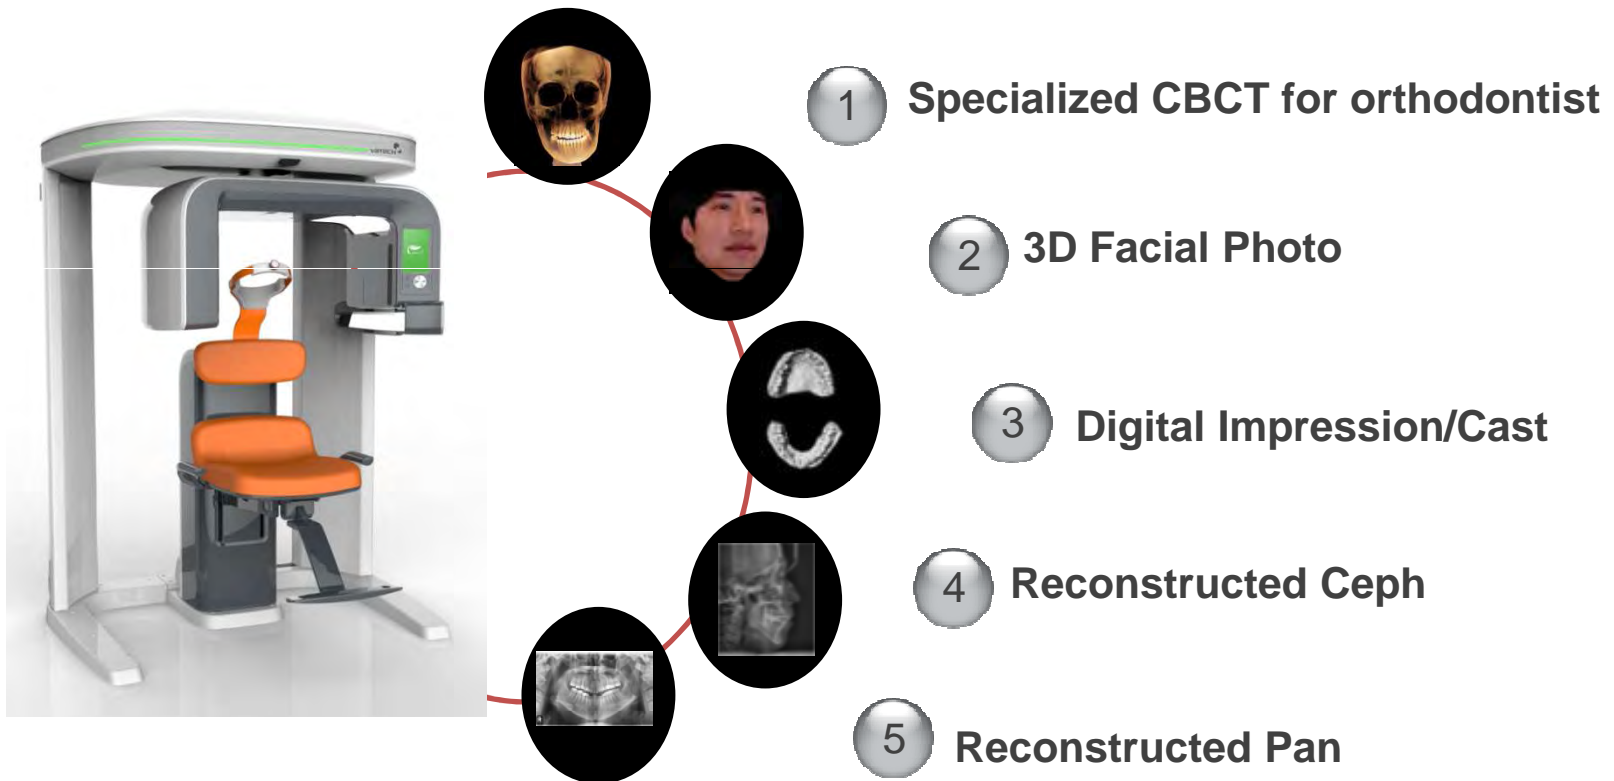 1 Specialized CBCT for orthodontist
2 3D Facial Photo
3 Digital Impression/Cast
4 Reconstructed Ceph
5 Reconstructed Pan